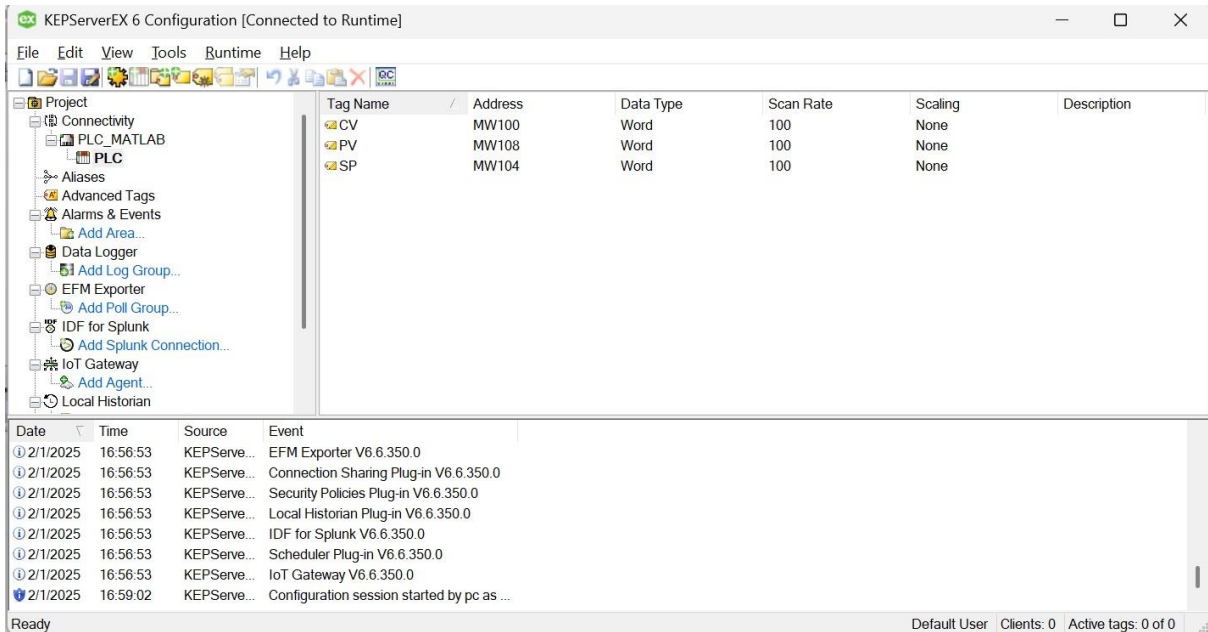 KEPServerEX 6 Configuration [Connected to Runtime]
File Edit View Tools Runtime Help
Project
Connectivity
PLC_MATLAB
PLC
Aliases
Advanced Tags
Alarms & Events
Add Area...
Data Logger
Add Log Group...
EFM Exporter
Add Poll Group...
IDF for Splunk
Add Splunk Connection...
IoT Gateway
Add Agent...
Local Historian
Tag Name Address Data Type Scan Rate Scaling Description
CV MW100 Word 100 None
PV MW108 Word 100 None
SP MW104 Word 100 None
Date Time Source Event
2/1/2025 16:56:53 KEPServe... EFM Exporter V6.6.350.0
2/1/2025 16:56:53 KEPServe... Connection Sharing Plug-in V6.6.350.0
2/1/2025 16:56:53 KEPServe... Security Policies Plug-in V6.6.350.0
2/1/2025 16:56:53 KEPServe... Local Historian Plug-in V6.6.350.0
2/1/2025 16:56:53 KEPServe... IDF for Splunk V6.6.350.0
2/1/2025 16:56:53 KEPServe... Scheduler Plug-in V6.6.350.0
2/1/2025 16:56:53 KEPServe... IoT Gateway V6.6.350.0
2/1/2025 16:59:02 KEPServe... Configuration session started by pc as ...
Ready Default User Clients: 0 Active tags: 0 of 0